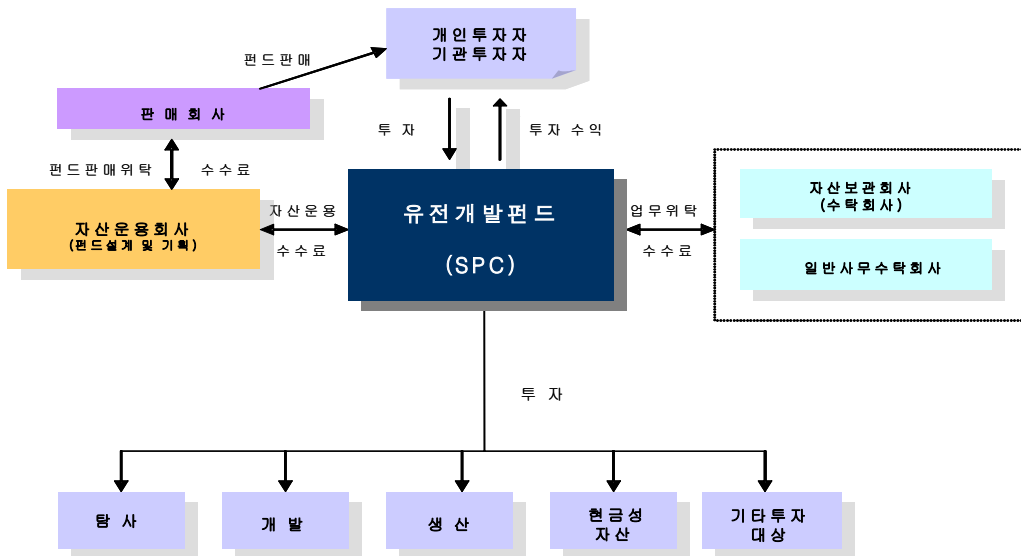 개인투자자
기관투자자
펀드판매
판매회사
투자
투자 수익
펀드판매위탁
수수료
자산운용회사
(펀드설계 및 기획)
자산운용
수수료
유전개발펀드
(SPC)
업무위탁
수수료
자산보관회사
(수탁회사)
일반사무수탁회사
투자
탐사
개발
생산
현금성
자산
기타투자
대상